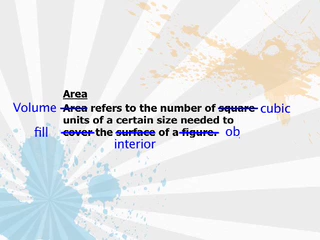 Area
Volume Area refers to the number of square cubic
units of a certain size needed to
fill cover the surface of a figure. ob
interior